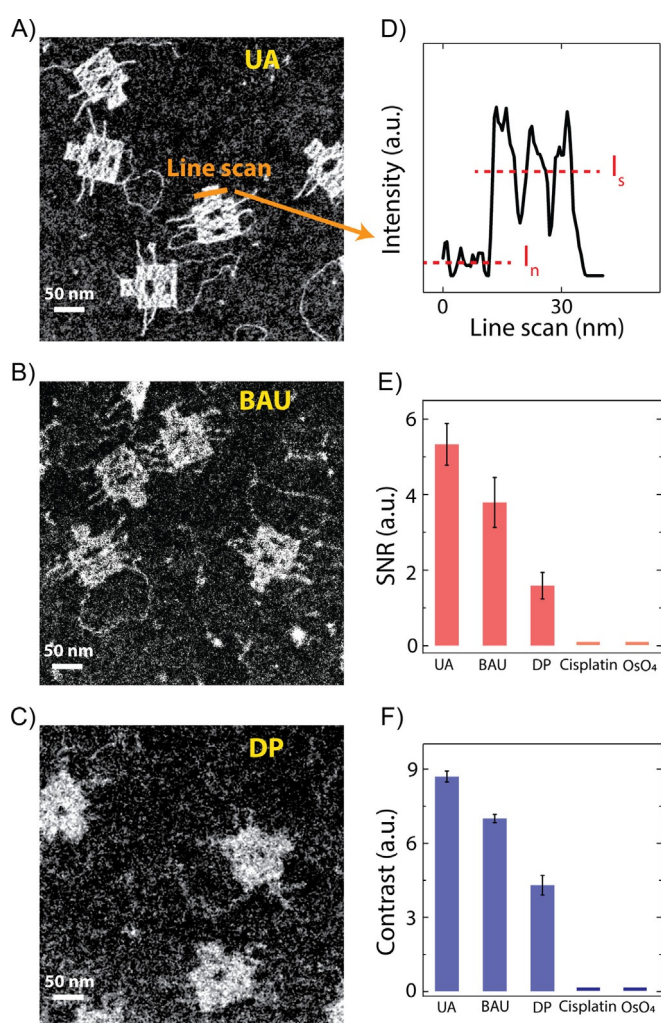 A)
UA
Line scan
50 nm
B)
BAU
50 nm
C)
DP
50 nm
D)
Intensity (a.u.)
Is
In
0 30
Line scan (nm)
E)
SNR (a.u.)
6
4
2
0
UA BAU DP Cisplatin OsO₄
F)
Contrast (a.u.)
9
6
3
0
UA BAU DP Cisplatin OsO₄